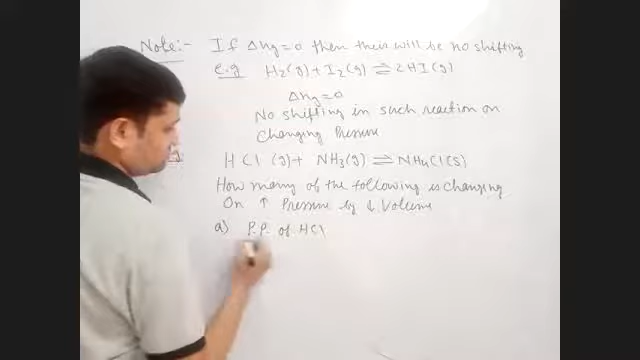 Note:- If Δng=0 then their will be no shifting
e.g H2(g)+I2(g)⇌2HI(g)
Δng=0
No shifting in such reaction on
Changing Pressure
HCl (g)+ NH3(g)⇌NH4Cl(s)
How many of the following is changing
On ↑ Pressure by ↓ Volume
a) P.P. of HCl